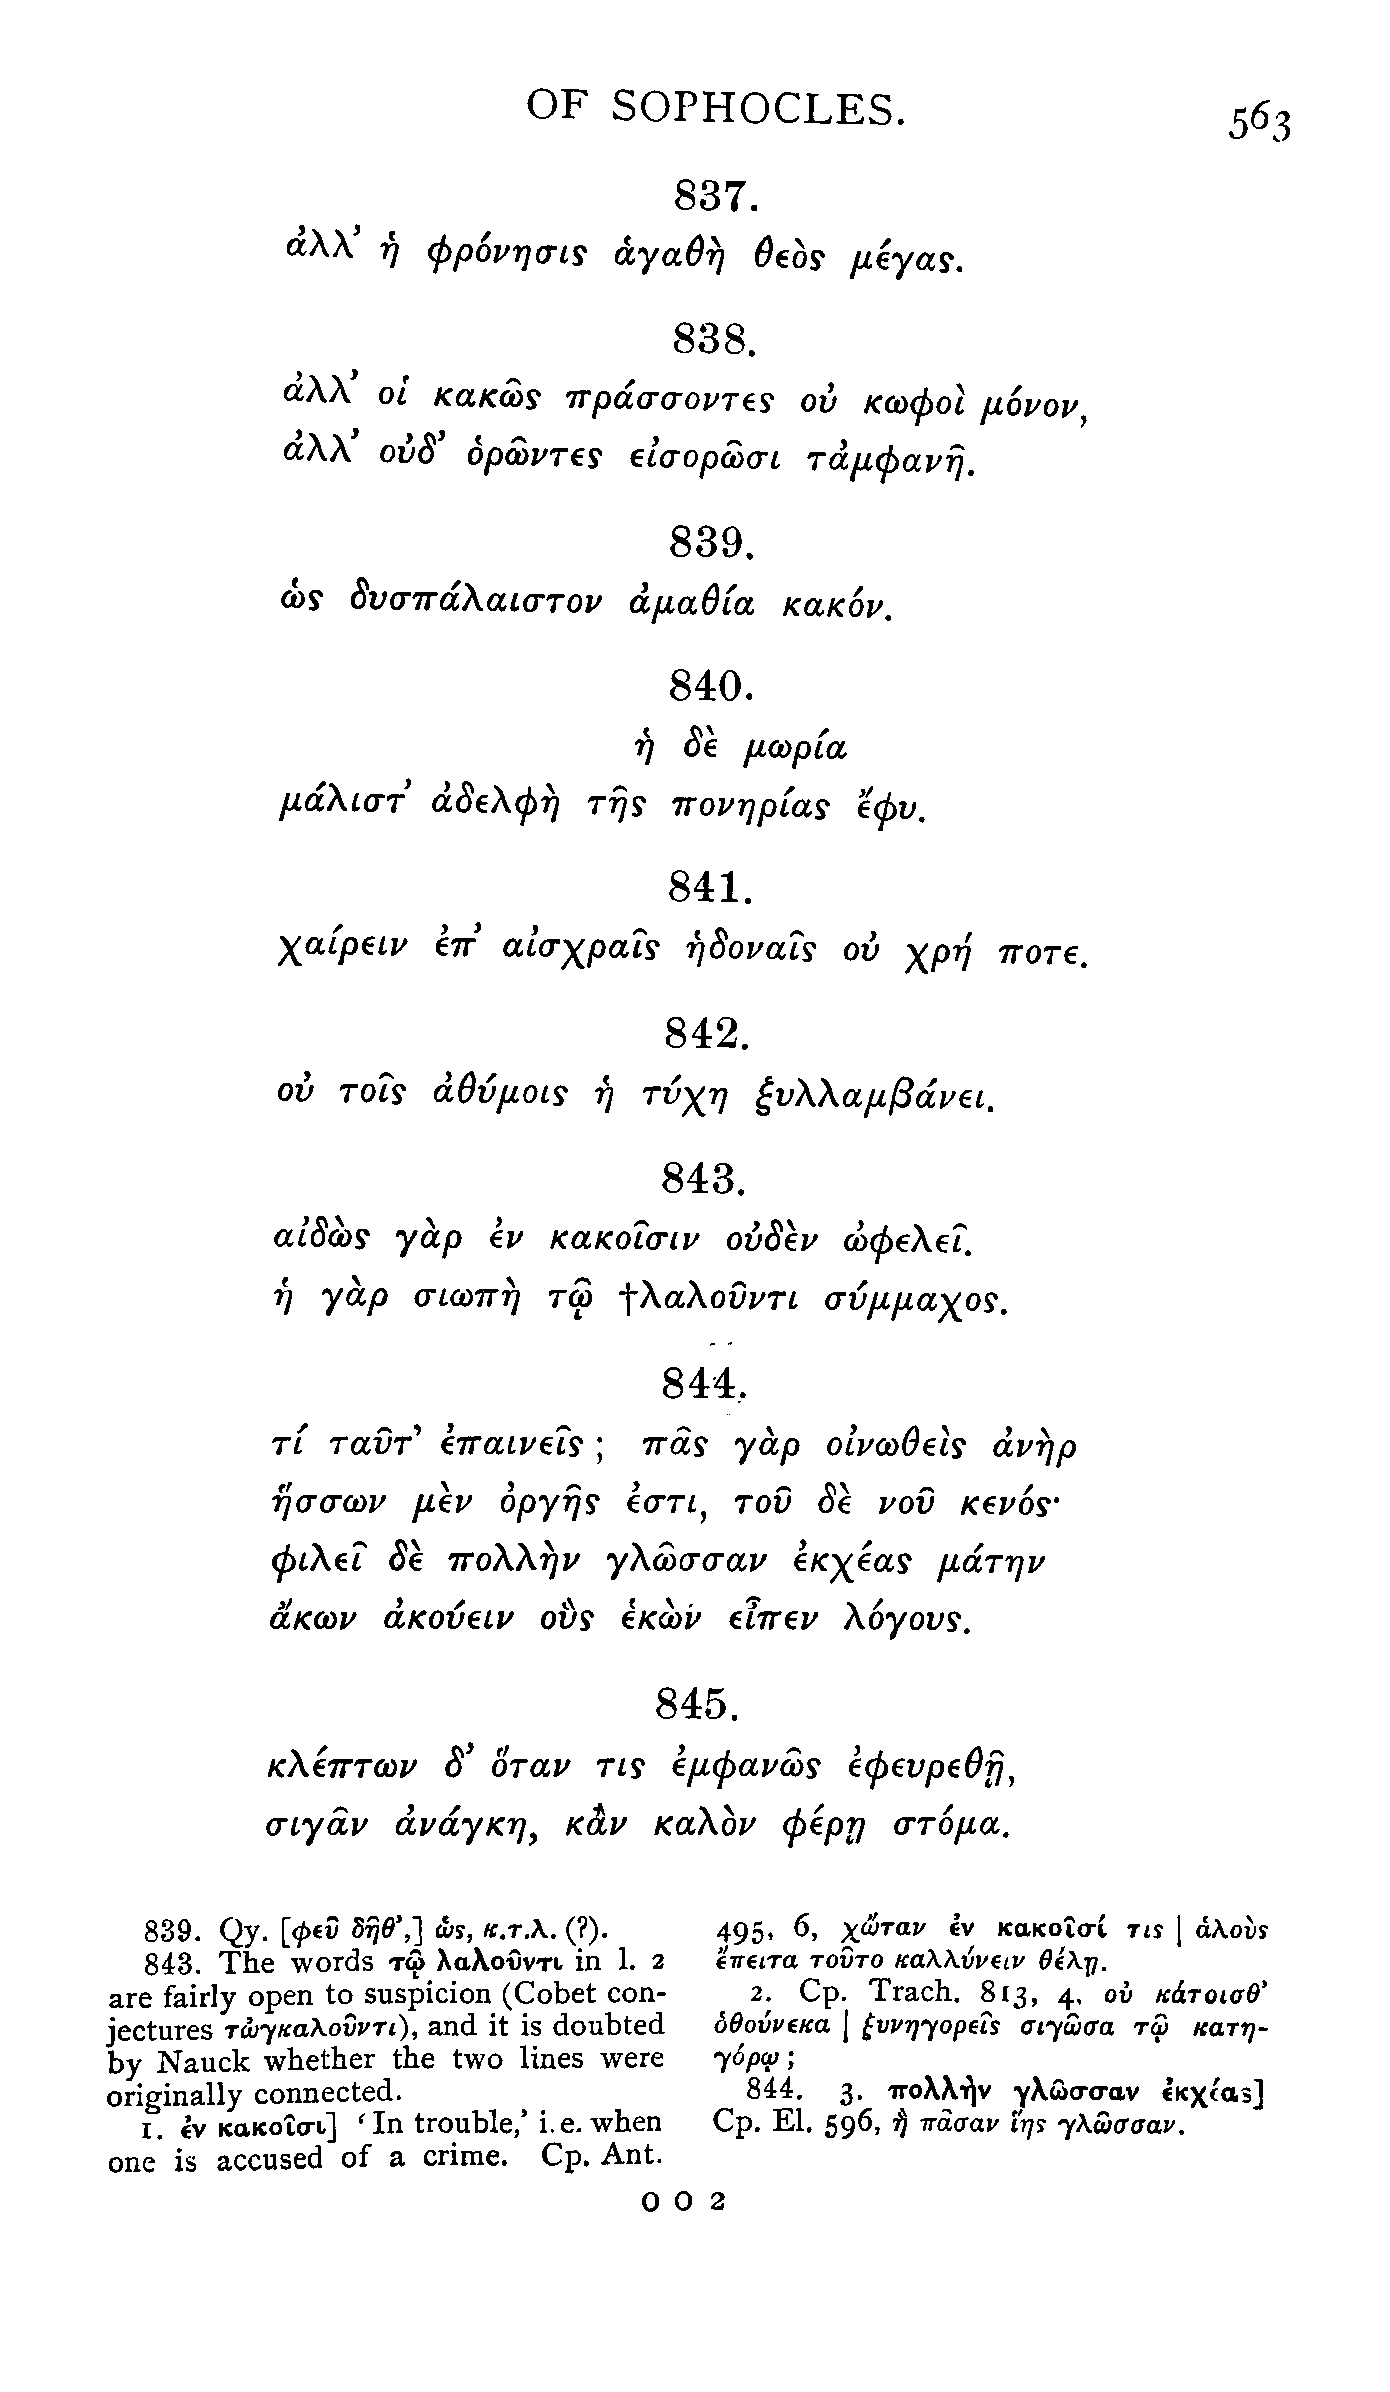 OF SOPHOCLES.
563
837.
ἀλλ’ ἡ φρόνησις ἁγαθὴ θεὸς μέγας.
838.
ἀλλ’ οἱ κακῶς πράσσοντες οὐ κωφοὶ μόνον,
ἀλλ’ οὐδ’ ὁρῶντες εἰσορῶσι τἀμφανῆ.
839.
ὡς δυσπάλαιστον ἀμαθία κακόν.
840.
ἡ δὲ μωρία
μάλιστ’ ἀδελφὴ τῆς πονηρίας ἔφυ.
841.
χαίρειν ἐπ’ αἰσχραῖς ἡδοναῖς οὐ χρή ποτε.
842.
οὐ τοῖς ἀθύμοις ἡ τύχη ξυλλαμβάνει.
843.
αἰδὼς γὰρ ἐν κακοῖσιν οὐδὲν ὠφελεῖ.
ἡ γὰρ σιωπὴ τῷ †λαλοῦντι σύμμαχος.
844.
τί ταῦτ’ ἐπαινεῖς ; πᾶς γὰρ οἰνωθεὶς ἀνὴρ
ἥσσων μὲν ὀργῆς ἐστι, τοῦ δὲ νοῦ κενός·
φιλεῖ δὲ πολλὴν γλῶσσαν ἐκχέας μάτην
ἄκων ἀκούειν οὓς ἑκὼν εἶπεν λόγους.
845.
κλέπτων δ’ ὅταν τις ἐμφανῶς ἐφευρεθῇ,
σιγᾶν ἀνάγκη, κἂν καλὸν φέρῃ στόμα.
839. Qy. [φεῦ δῆθ’,] ὡς, κ.τ.λ. (?).
843. The words τῷ λαλοῦντι in l. 2
are fairly open to suspicion (Cobet con-
jectures τὠγκαλοῦντι), and it is doubted
by Nauck whether the two lines were
originally connected.
1. ἐν κακοῖσι] ‘In trouble,’ i.e. when
one is accused of a crime. Cp. Ant.
495, 6, χὤταν ἐν κακοῖσί τις | ἁλοὺς
ἔπειτα τοῦτο καλλύνειν θέλῃ.
2. Cp. Trach. 813, 4, οὐ κάτοισθ’
ὁθούνεκα | ξυνηγορεῖς σιγῶσα τῷ κατη-
γόρῳ ;
844. 3. πολλὴν γλῶσσαν ἐκχέας]
Cp. El. 596, ἣ πᾶσαν ἵης γλῶσσαν.
O O 2